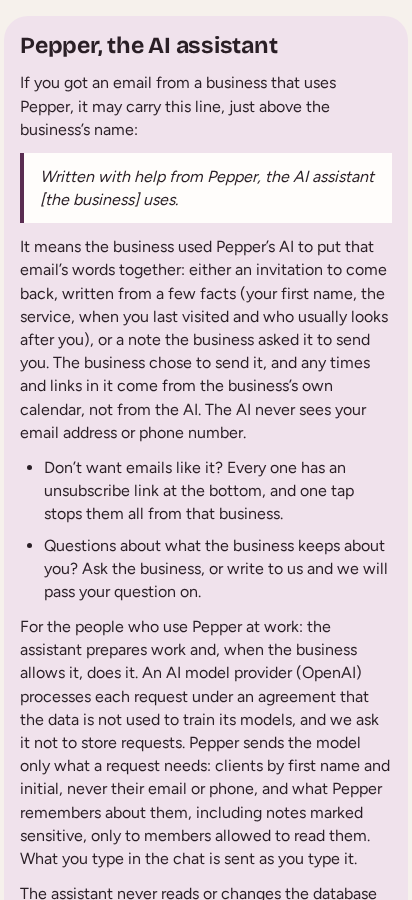 Pepper, the AI assistant
If you got an email from a business that uses
Pepper, it may carry this line, just above the
business’s name:
Written with help from Pepper, the AI assistant
[the business] uses.
It means the business used Pepper’s AI to put that
email’s words together: either an invitation to come
back, written from a few facts (your first name, the
service, when you last visited and who usually looks
after you), or a note the business asked it to send
you. The business chose to send it, and any times
and links in it come from the business’s own
calendar, not from the AI. The AI never sees your
email address or phone number.
• Don’t want emails like it? Every one has an
unsubscribe link at the bottom, and one tap
stops them all from that business.
• Questions about what the business keeps about
you? Ask the business, or write to us and we will
pass your question on.
For the people who use Pepper at work: the
assistant prepares work and, when the business
allows it, does it. An AI model provider (OpenAI)
processes each request under an agreement that
the data is not used to train its models, and we ask
it not to store requests. Pepper sends the model
only what a request needs: clients by first name and
initial, never their email or phone, and what Pepper
remembers about them, including notes marked
sensitive, only to members allowed to read them.
What you type in the chat is sent as you type it.
The assistant never reads or changes the database